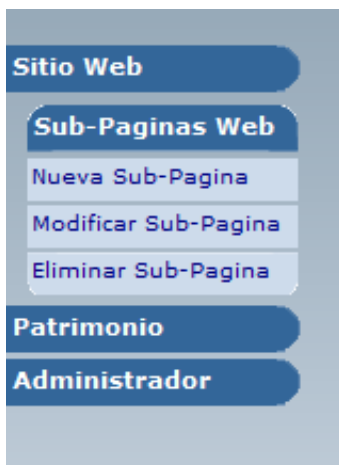 Sitio Web
Sub-Paginas Web
Nueva Sub-Pagina
Modificar Sub-Pagina
Eliminar Sub-Pagina
Patrimonio
Administrador